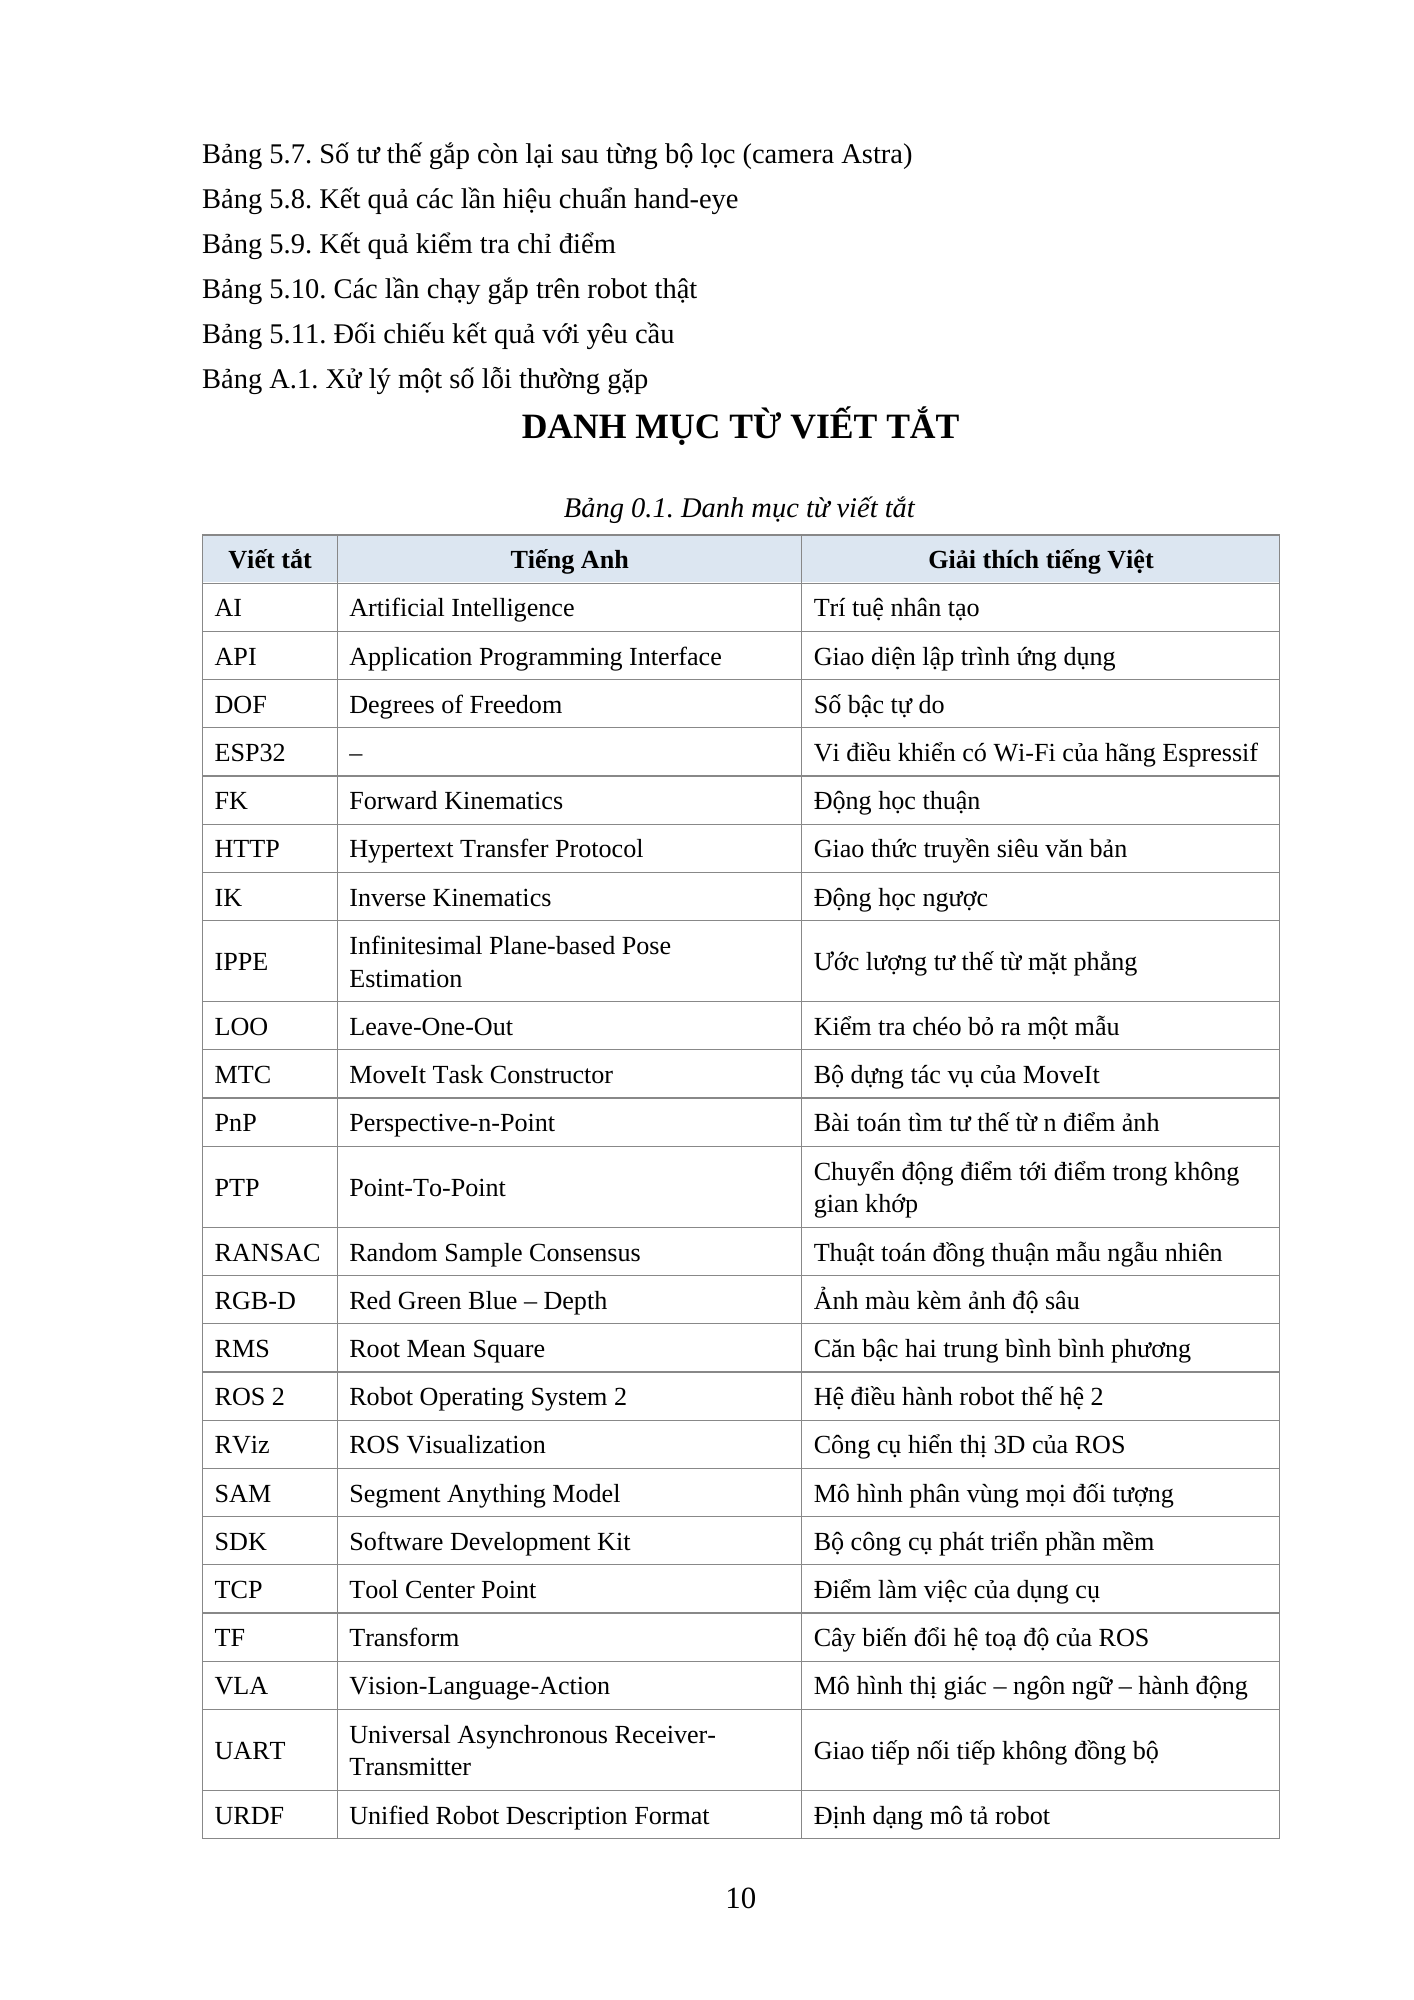 Bảng 5.7. Số tư thế gắp còn lại sau từng bộ lọc (camera Astra)
Bảng 5.8. Kết quả các lần hiệu chuẩn hand-eye
Bảng 5.9. Kết quả kiểm tra chỉ điểm
Bảng 5.10. Các lần chạy gắp trên robot thật
Bảng 5.11. Đối chiếu kết quả với yêu cầu
Bảng A.1. Xử lý một số lỗi thường gặp
DANH MỤC TỪ VIẾT TẮT
Bảng 0.1. Danh mục từ viết tắt
Viết tắt Tiếng Anh Giải thích tiếng Việt
AI Artificial Intelligence Trí tuệ nhân tạo
API Application Programming Interface Giao diện lập trình ứng dụng
DOF Degrees of Freedom Số bậc tự do
ESP32 – Vi điều khiển có Wi-Fi của hãng Espressif
FK Forward Kinematics Động học thuận
HTTP Hypertext Transfer Protocol Giao thức truyền siêu văn bản
IK Inverse Kinematics Động học ngược
IPPE Infinitesimal Plane-based Pose
Estimation Ước lượng tư thế từ mặt phẳng
LOO Leave-One-Out Kiểm tra chéo bỏ ra một mẫu
MTC MoveIt Task Constructor Bộ dựng tác vụ của MoveIt
PnP Perspective-n-Point Bài toán tìm tư thế từ n điểm ảnh
PTP Point-To-Point Chuyển động điểm tới điểm trong không
gian khớp
RANSAC Random Sample Consensus Thuật toán đồng thuận mẫu ngẫu nhiên
RGB-D Red Green Blue – Depth Ảnh màu kèm ảnh độ sâu
RMS Root Mean Square Căn bậc hai trung bình bình phương
ROS 2 Robot Operating System 2 Hệ điều hành robot thế hệ 2
RViz ROS Visualization Công cụ hiển thị 3D của ROS
SAM Segment Anything Model Mô hình phân vùng mọi đối tượng
SDK Software Development Kit Bộ công cụ phát triển phần mềm
TCP Tool Center Point Điểm làm việc của dụng cụ
TF Transform Cây biến đổi hệ toạ độ của ROS
VLA Vision-Language-Action Mô hình thị giác – ngôn ngữ – hành động
UART Universal Asynchronous Receiver-
Transmitter Giao tiếp nối tiếp không đồng bộ
URDF Unified Robot Description Format Định dạng mô tả robot
10